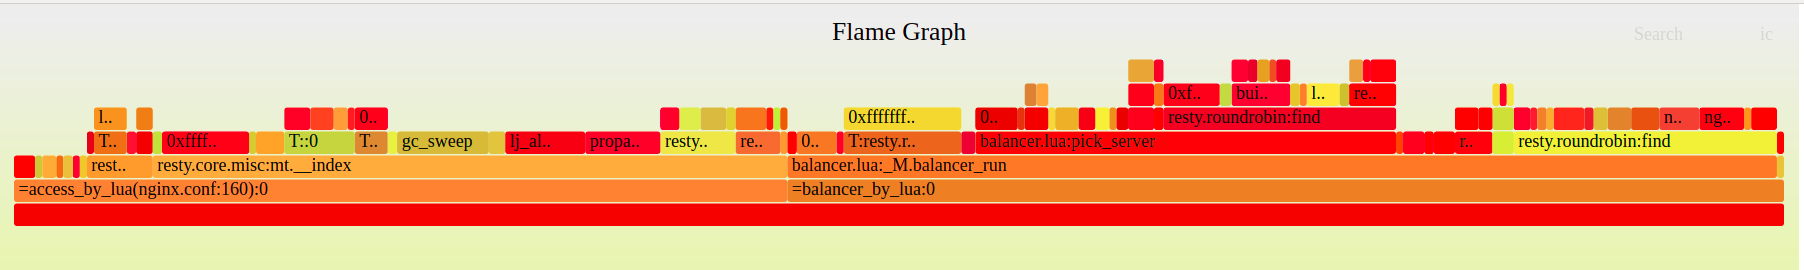 Flame Graph
Search ic
0xf.. bui.. l.. re..
l.. 0.. 0xfffffff.. 0.. resty.roundrobin:find n.. ng..
T.. 0xffff.. T::0 T.. gc_sweep lj_al.. propa.. resty.. re.. 0.. T:resty.r.. balancer.lua:pick_server r.. resty.roundrobin:find
rest.. resty.core.misc:mt.__index balancer.lua:_M.balancer_run
=access_by_lua(nginx.conf:160):0 =balancer_by_lua:0